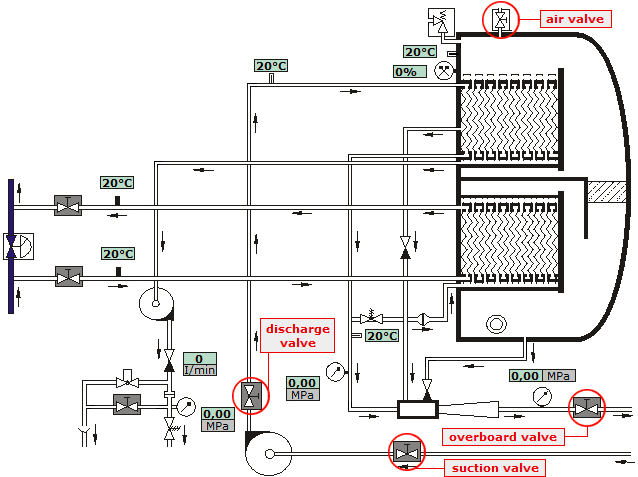 air valve
20°C
20°C
0%
20°C
20°C
discharge
valve
20°C
0
l/min
0,00
MPa
0,00 MPa
0,00
MPa
overboard valve
suction valve